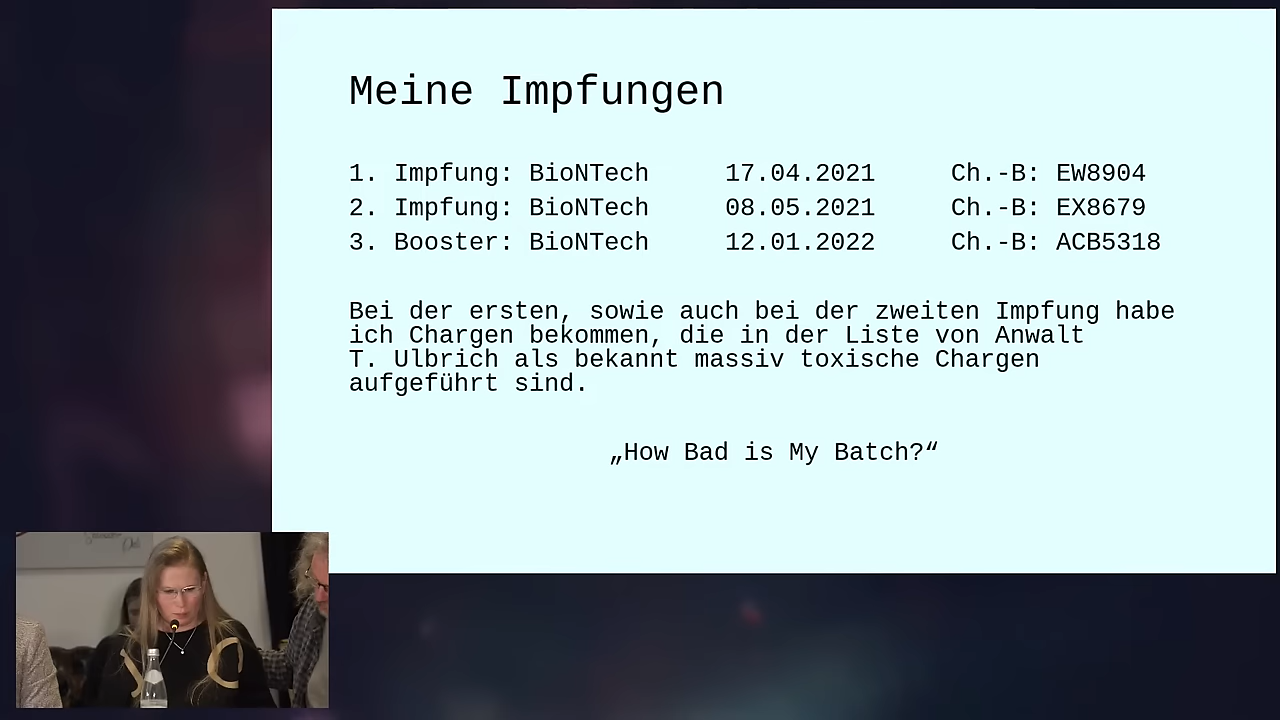 Meine Impfungen
1. Impfung: BioNTech 17.04.2021 Ch.-B: EW8904
2. Impfung: BioNTech 08.05.2021 Ch.-B: EX8679
3. Booster: BioNTech 12.01.2022 Ch.-B: ACB5318
Bei der ersten, sowie auch bei der zweiten Impfung habe
ich Chargen bekommen, die in der Liste von Anwalt
T. Ulbrich als bekannt massiv toxische Chargen
aufgeführt sind.
„How Bad is My Batch?“